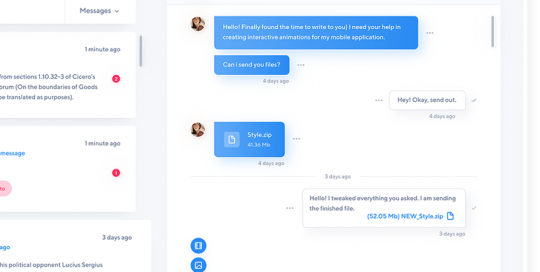 Messages
1 minute ago
from sections 1.10.32–3 of Cicero's
orum (On the boundaries of Goods
be translated as purposes).
2
1 minute ago
message
1
to
3 days ago
ago
his political opponent Lucius Sergius
Hello! Finally found the time to write to you) I need your help in
creating interactive animations for my mobile application.
Can i send you files?
4 days ago
Hey! Okay, send out.
4 days ago
Style.zip
41.36 Mb
4 days ago
3 days ago
Hello! I tweaked everything you asked. I am sending
the finished file.
(52.05 Mb) NEW_Style.zip
3 days ago